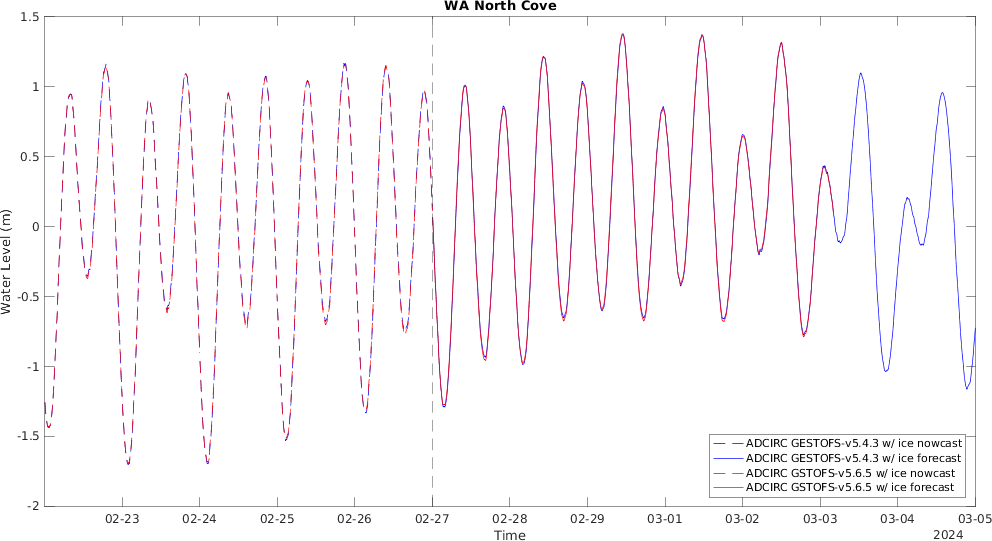 WA North Cove
1.5
1
0.5
0
-0.5
-1
-1.5
-2
Water Level (m)
ADCIRC GESTOFS-v5.4.3 w/ ice nowcast
ADCIRC GESTOFS-v5.4.3 w/ ice forecast
ADCIRC GSTOFS-v5.6.5 w/ ice nowcast
ADCIRC GSTOFS-v5.6.5 w/ ice forecast
02-23 02-24 02-25 02-26 02-27 02-28 02-29 03-01 03-02 03-03 03-04 03-05
Time
2024